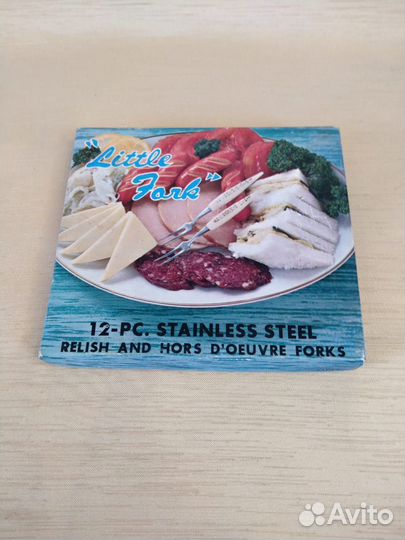 "Little
Fork"
12-PC. STAINLESS STEEL
RELISH AND HORS D'OEUVRE FORKS
Avito